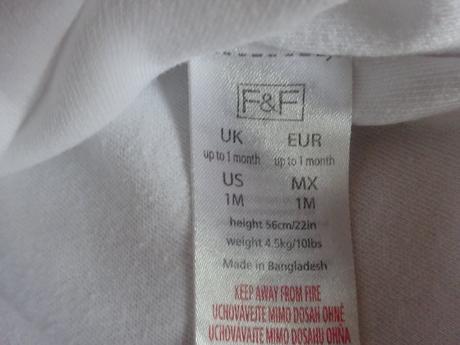 F&F
UK EUR
up to 1 month up to 1 month
US MX
1M 1M
height 56cm/22in
weight 4.5kg/10lbs
Made in Bangladesh
KEEP AWAY FROM FIRE
UCHOVÁVEJTE MIMO DOSAH OHNĚ
UCHOVÁVAJTE MIMO DOSAHU OHŇA